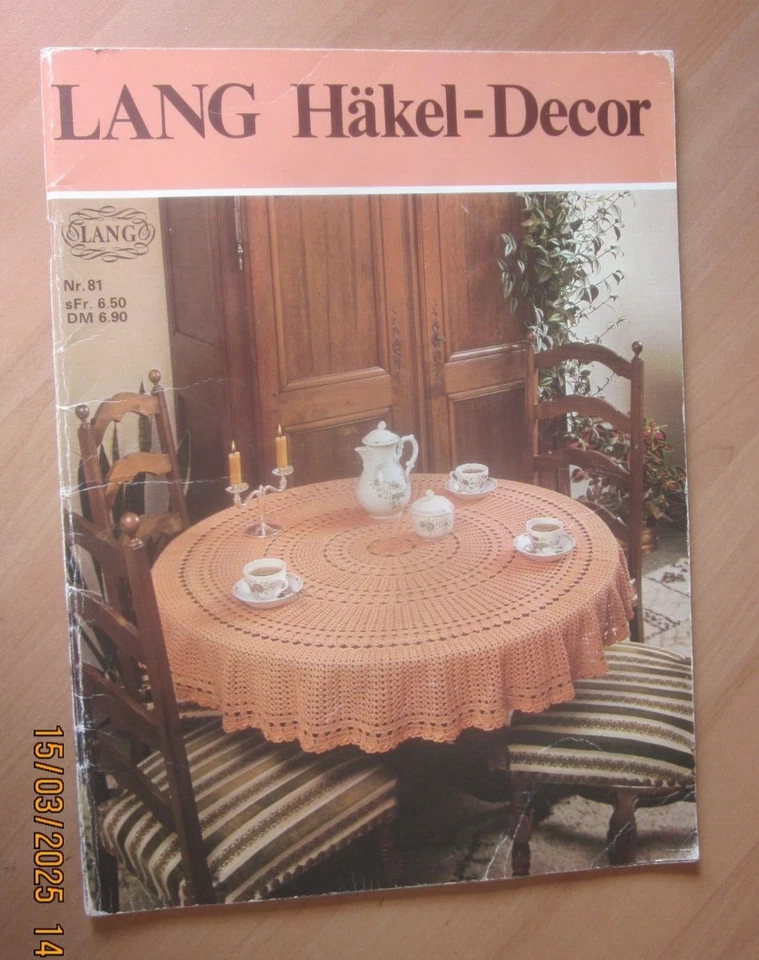 LANG Häkel-Decor
LANG
Nr. 81
sFr. 6.50
DM 6.90
15/03/2025 14